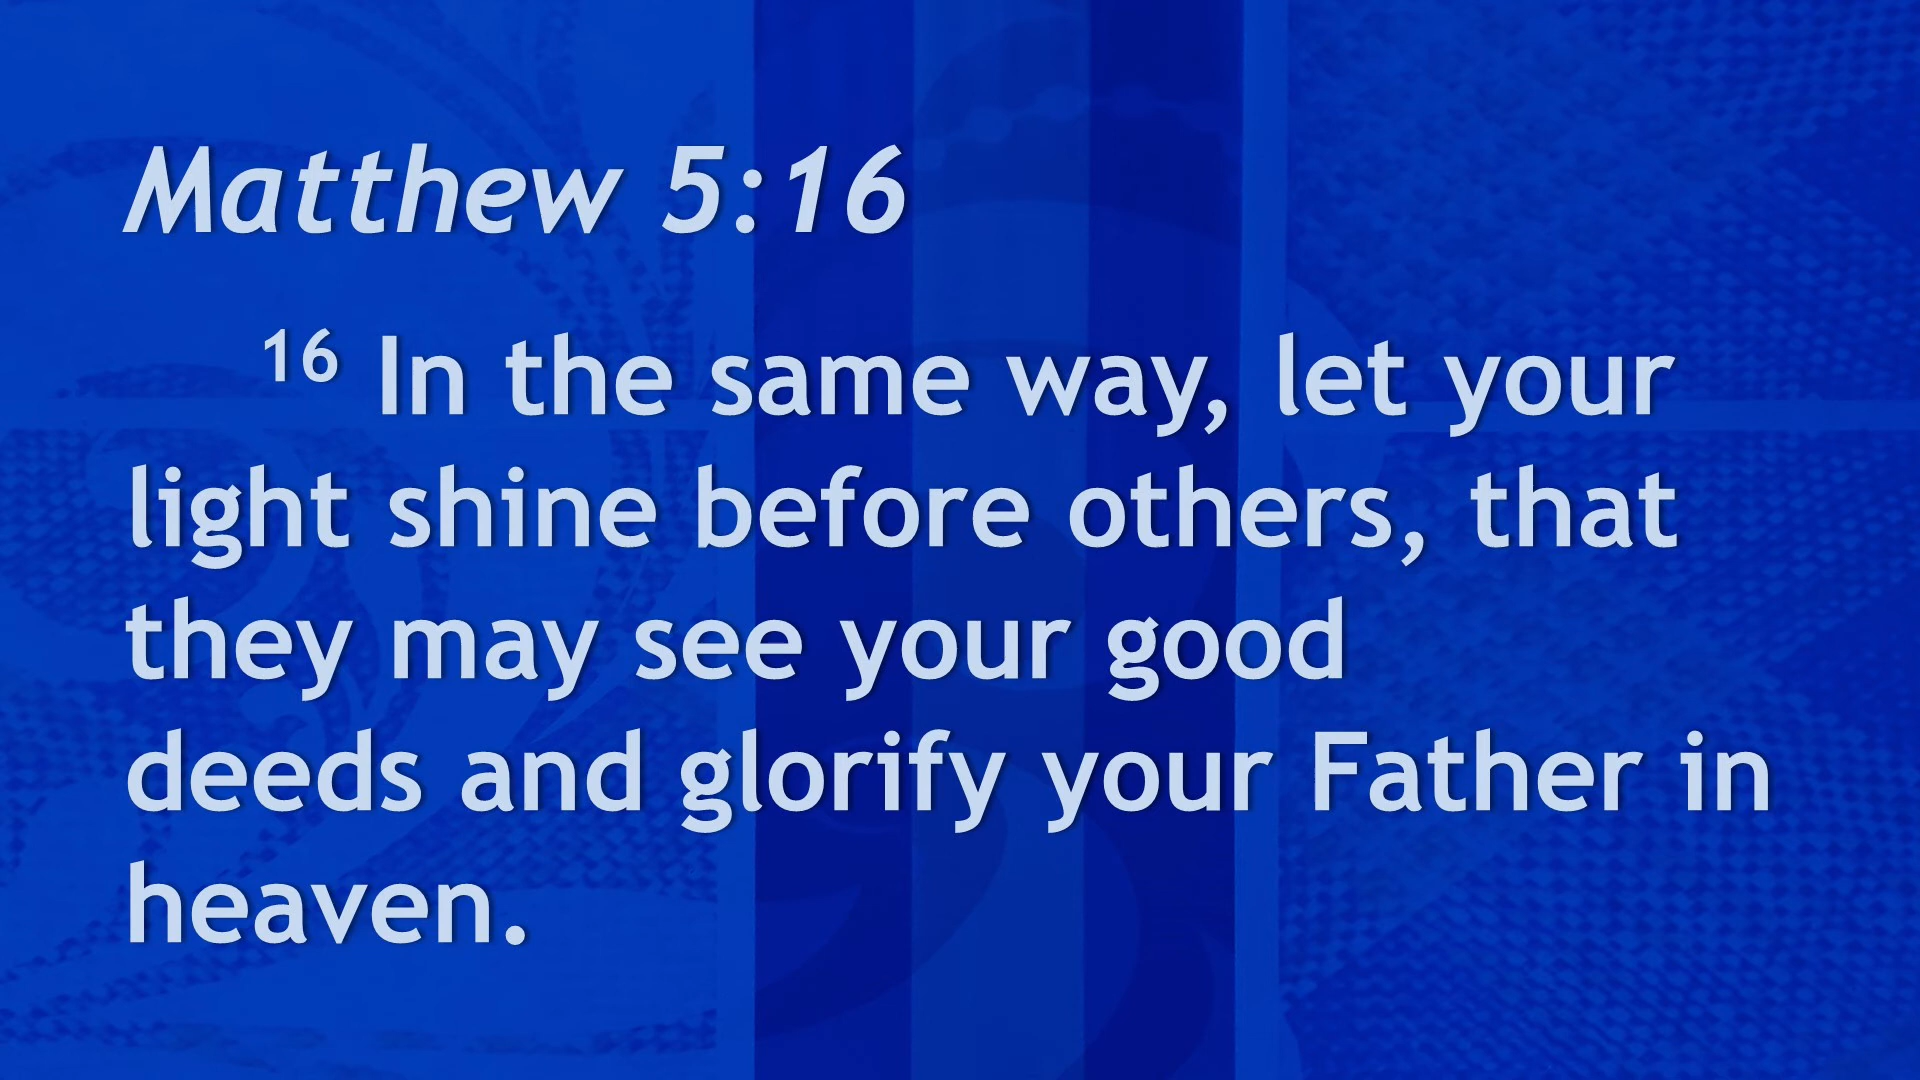 Matthew 5:16
16 In the same way, let your
light shine before others, that
they may see your good
deeds and glorify your Father in
heaven.